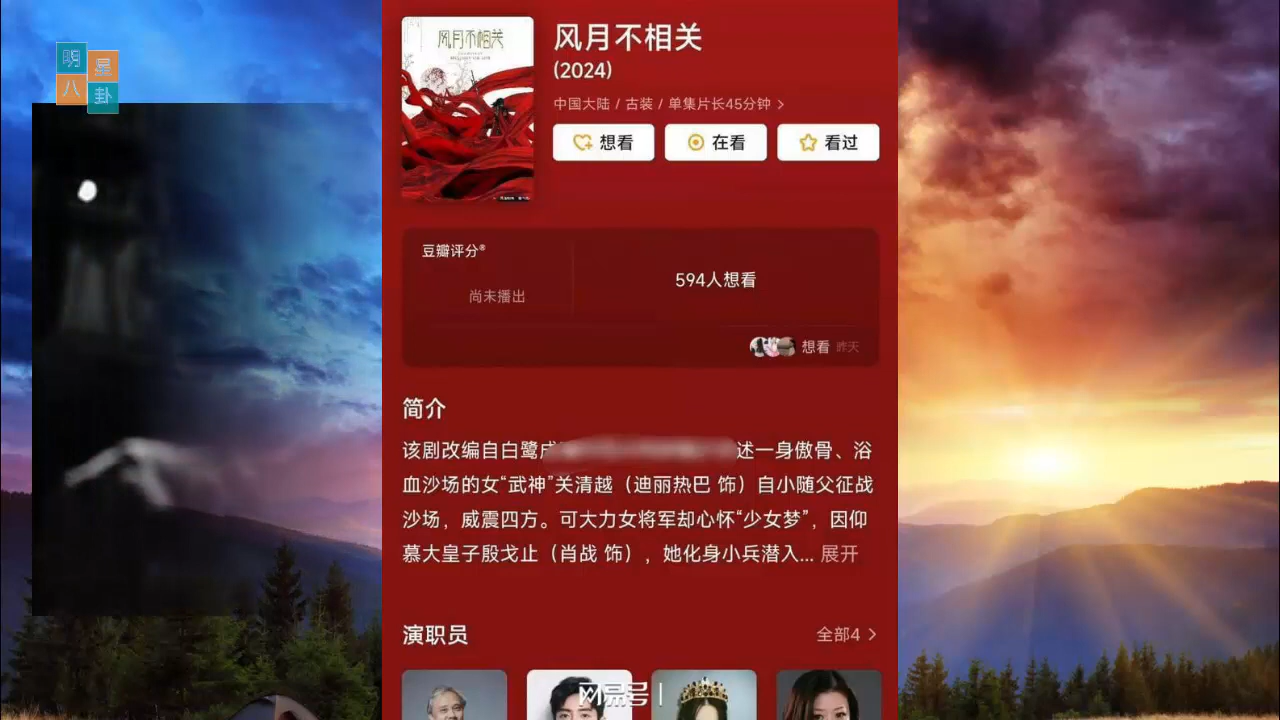 明星
八卦
风月不相关
风月不相关
(2024)
中国大陆 / 古装 / 单集片长45分钟 >
想看
在看
看过
豆瓣评分®
尚未播出
594人想看
想看 昨天
简介
该剧改编自白鹭成 述一身傲骨、浴
血沙场的女“武神”关清越（迪丽热巴 饰）自小随父征战
沙场，威震四方。可大力女将军却心怀“少女梦”，因仰
慕大皇子殷戈止（肖战 饰），她化身小兵潜入... 展开
演职员
全部4 >
网易号